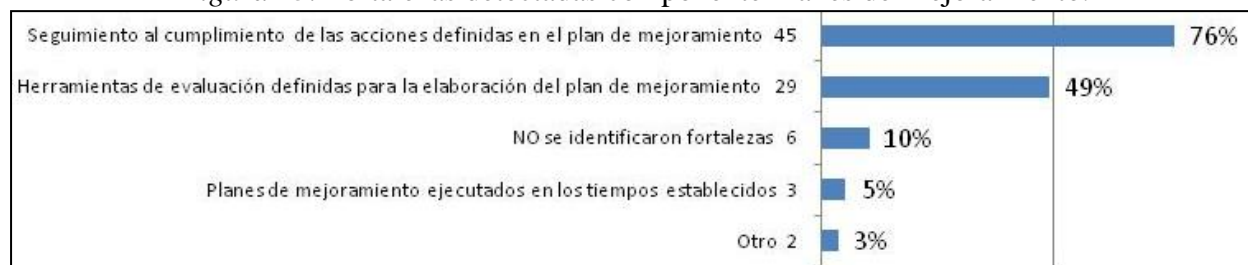 Seguimiento al cumplimiento de las acciones definidas en el plan de mejoramiento 45 76%
Herramientas de evaluación definidas para la elaboración del plan de mejoramiento 29 49%
NO se identificaron fortalezas 6 10%
Planes de mejoramiento ejecutados en los tiempos establecidos 3 5%
Otro 2 3%